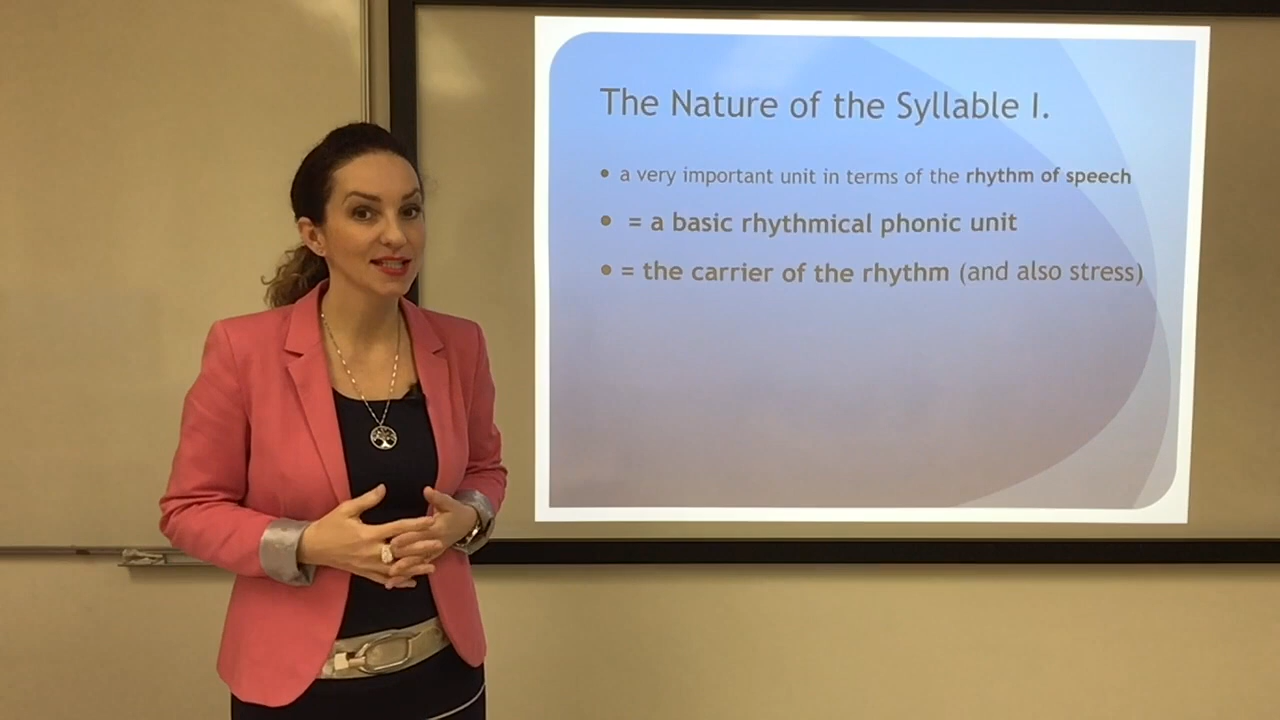 The Nature of the Syllable I.
• a very important unit in terms of the rhythm of speech
• = a basic rhythmical phonic unit
• = the carrier of the rhythm (and also stress)